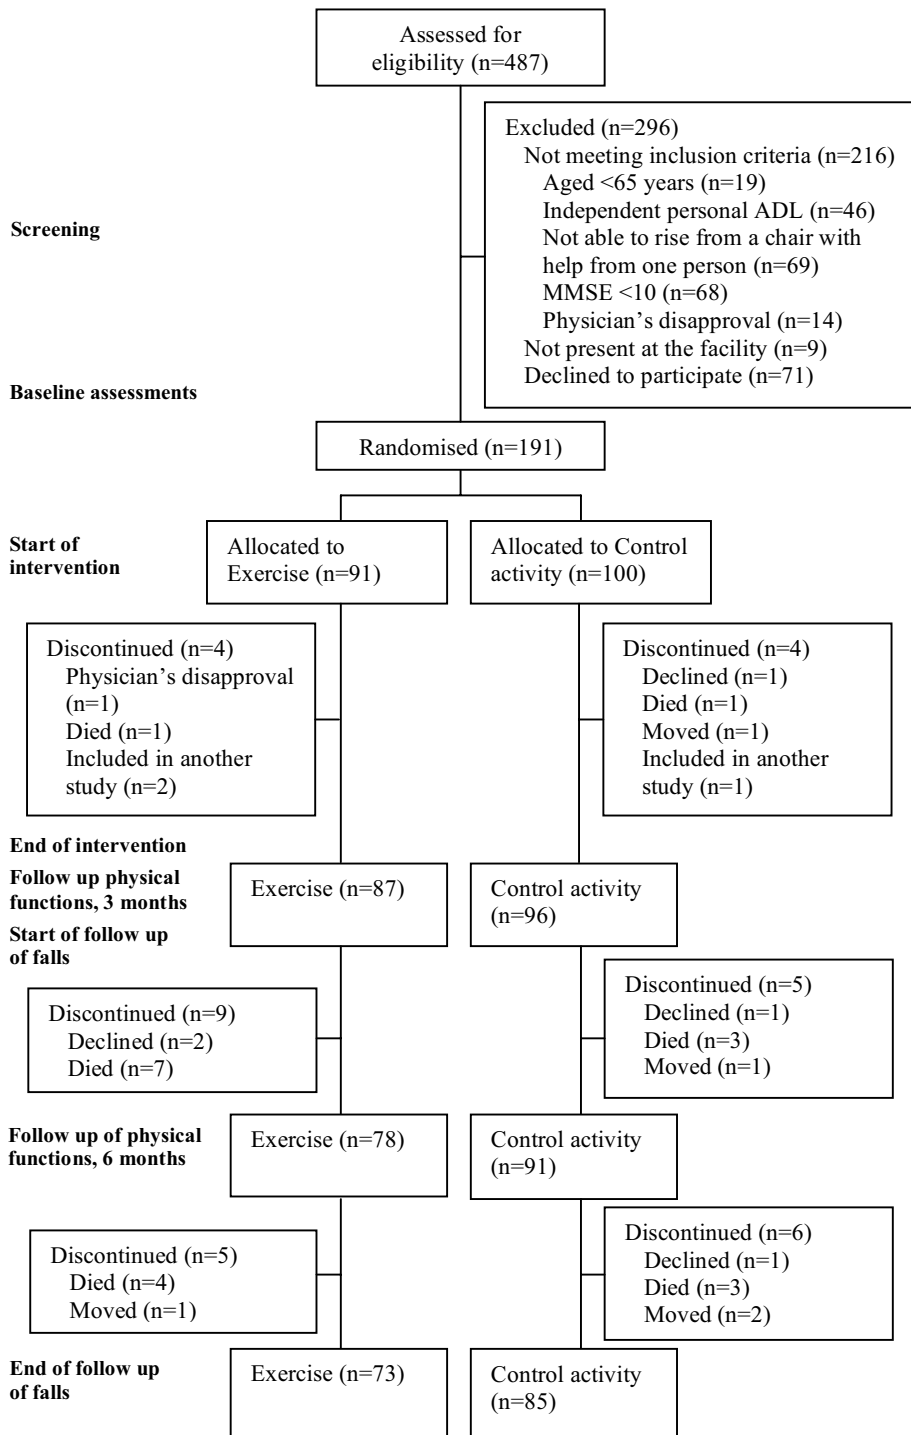 Assessed for
eligibility (n=487)
Excluded (n=296)
Not meeting inclusion criteria (n=216)
Aged <65 years (n=19)
Independent personal ADL (n=46)
Not able to rise from a chair with
help from one person (n=69)
MMSE <10 (n=68)
Physician's disapproval (n=14)
Not present at the facility (n=9)
Declined to participate (n=71)
Screening
Baseline assessments
Randomised (n=191)
Start of
intervention
Allocated to
Exercise (n=91)
Allocated to Control
activity (n=100)
Discontinued (n=4)
Physician's disapproval
(n=1)
Died (n=1)
Included in another
study (n=2)
Discontinued (n=4)
Declined (n=1)
Died (n=1)
Moved (n=1)
Included in another
study (n=1)
End of intervention
Follow up physical
functions, 3 months
Start of follow up
of falls
Exercise (n=87)
Control activity
(n=96)
Discontinued (n=9)
Declined (n=2)
Died (n=7)
Discontinued (n=5)
Declined (n=1)
Died (n=3)
Moved (n=1)
Follow up of physical
functions, 6 months
Exercise (n=78)
Control activity
(n=91)
Discontinued (n=5)
Died (n=4)
Moved (n=1)
Discontinued (n=6)
Declined (n=1)
Died (n=3)
Moved (n=2)
End of follow up
of falls
Exercise (n=73)
Control activity
(n=85)